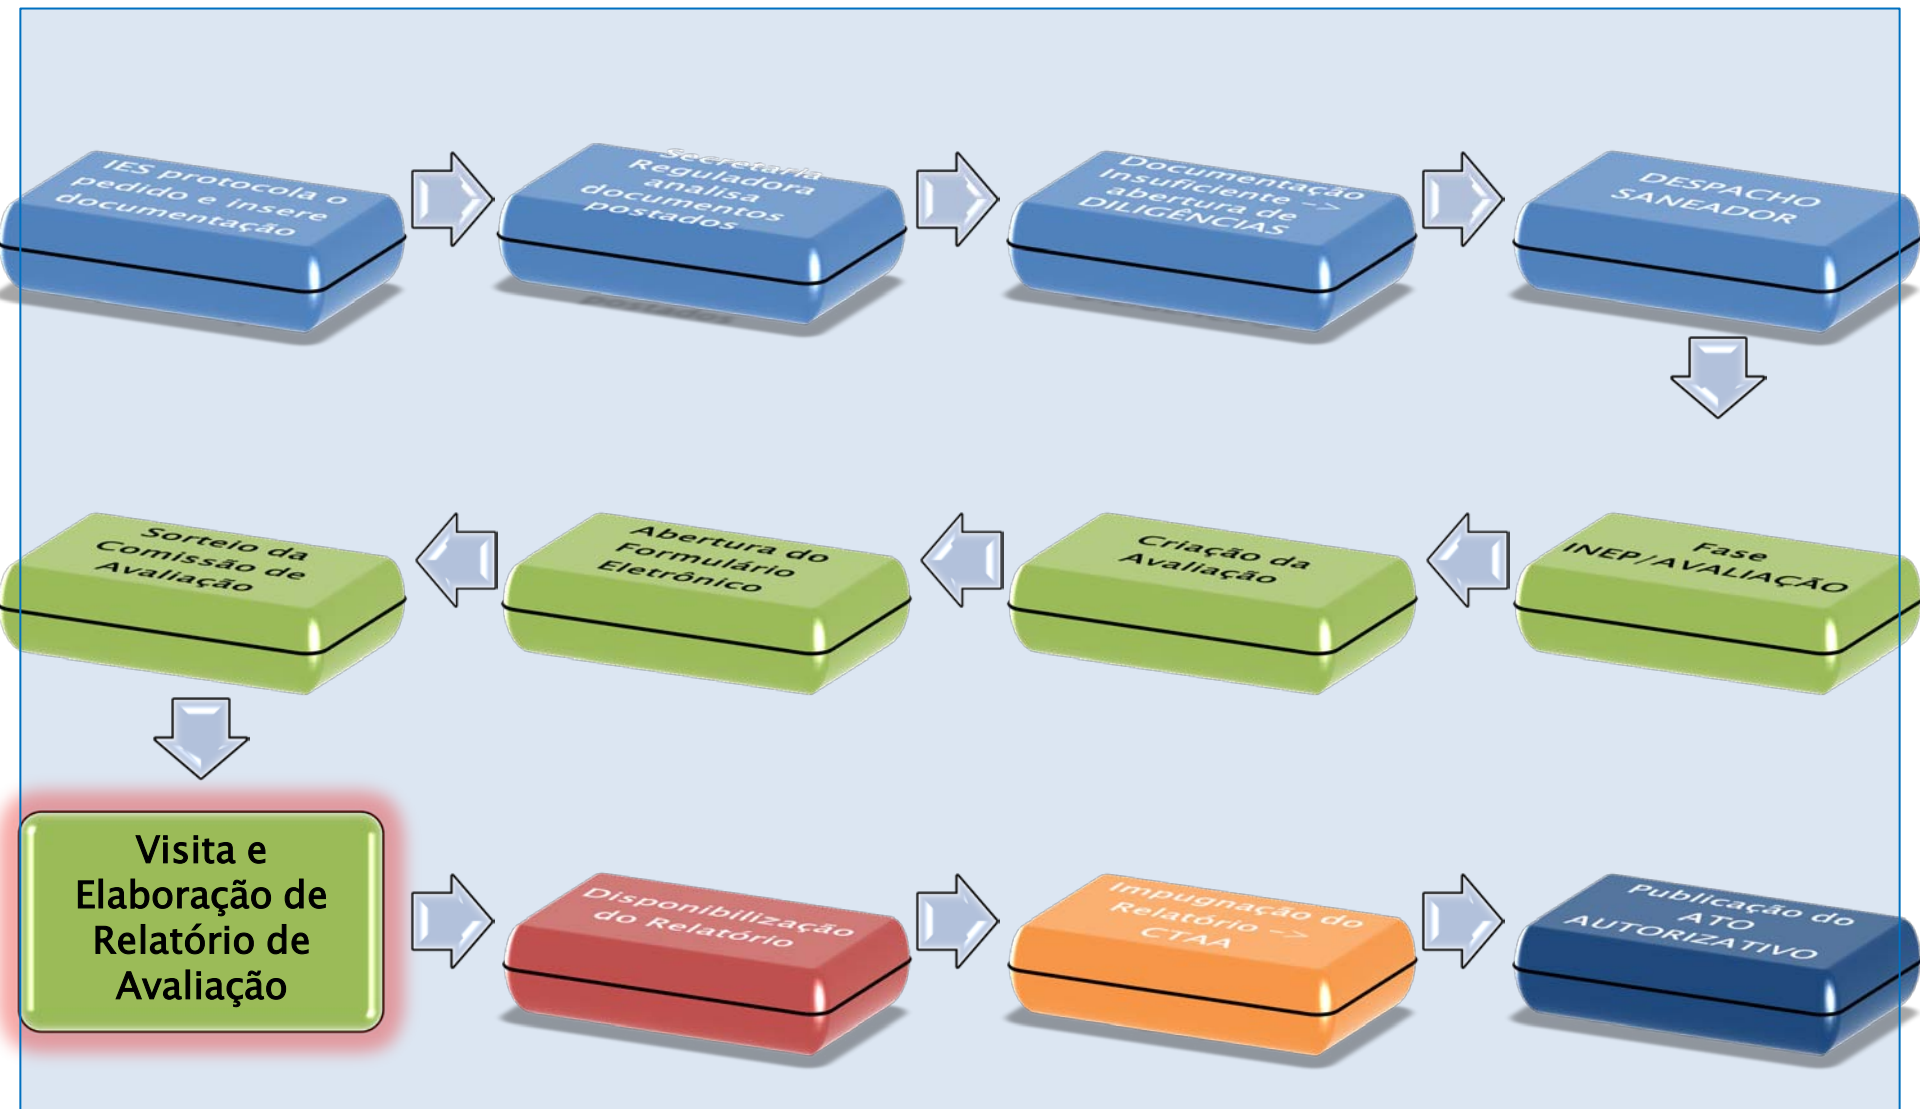 IES protocola o
pedido e insere
documentação
Secretaria
Reguladora
analisa
documentos
postados
Documentação
Insuficiente ->
abertura de
DILIGÊNCIAS
DESPACHO
SANEADOR
Fase
INEP/AVALIAÇÃO
Criação da
Avaliação
Abertura do
Formulário
Eletrônico
Sorteio da
Comissão de
Avaliação
Visita e
Elaboração de
Relatório de
Avaliação
Disponibilização
do Relatório
Impugnação do
Relatório ->
CTAA
Publicação do
ATO
AUTORIZATIVO